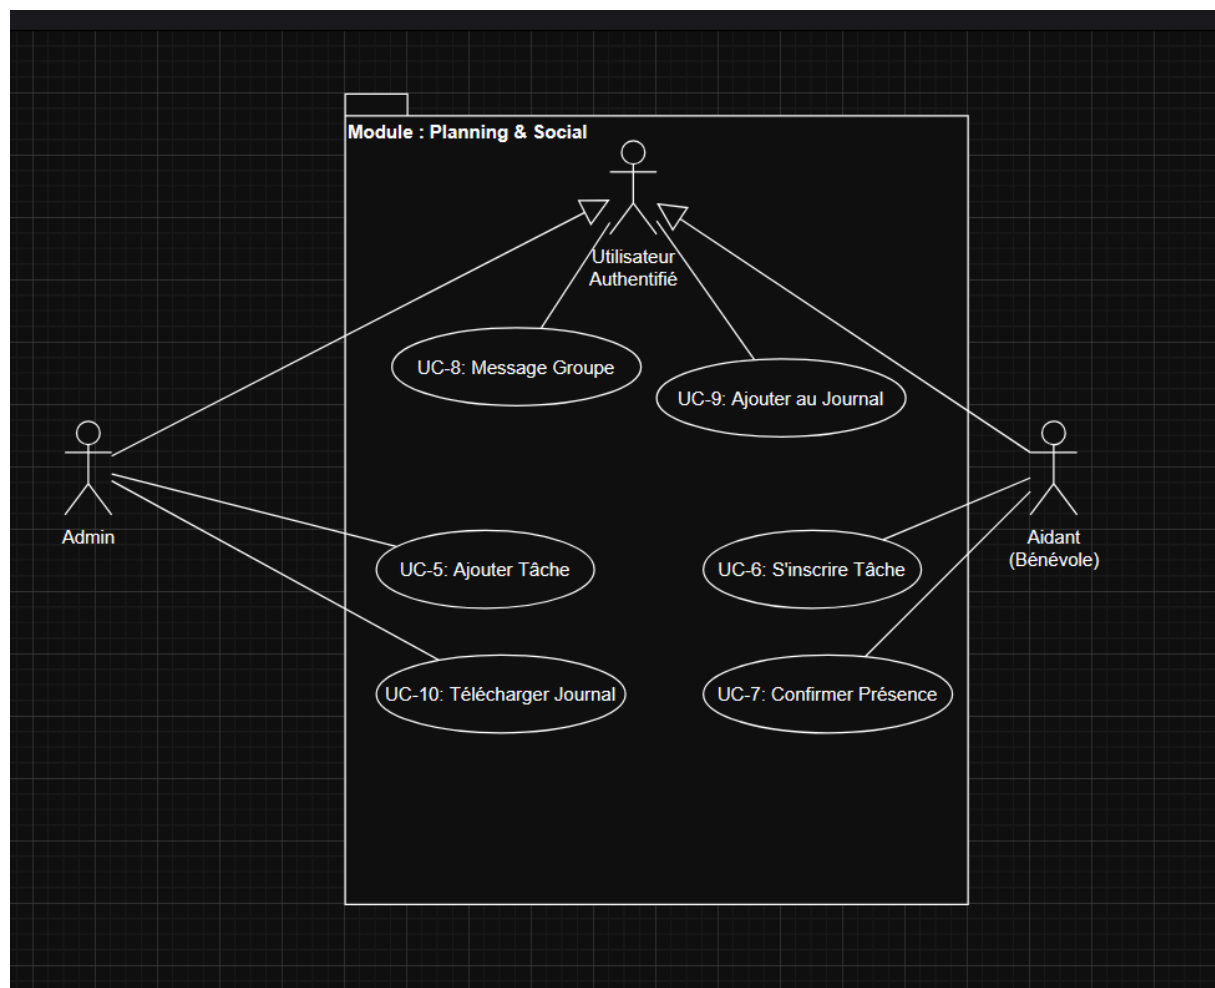 Module : Planning & Social
Utilisateur
Authentifié
UC-8: Message Groupe
UC-9: Ajouter au Journal
Admin
Aidant
(Bénévole)
UC-5: Ajouter Tâche
UC-6: S'inscrire Tâche
UC-10: Télécharger Journal
UC-7: Confirmer Présence